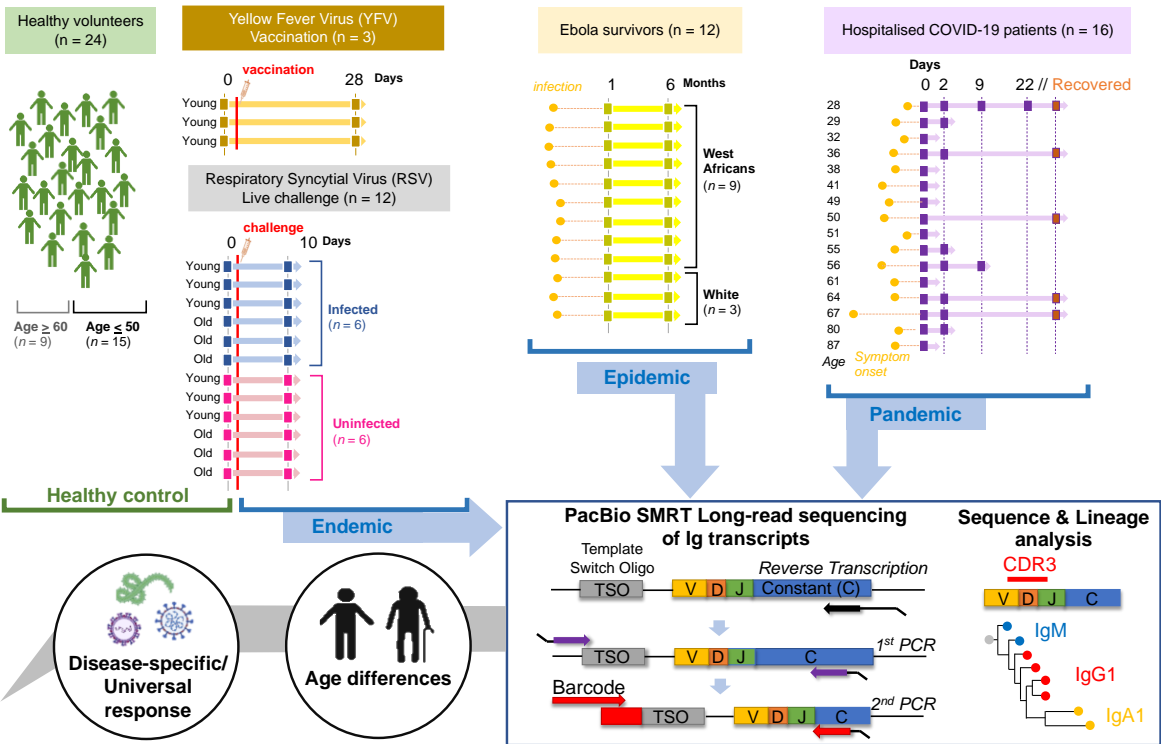 Healthy volunteers
(n = 24)
Age ≥ 60
(n = 9)
Age ≤ 50
(n = 15)
Healthy control
Yellow Fever Virus (YFV)
Vaccination (n = 3)
vaccination
0
28
Days
Young
Young
Young
Respiratory Syncytial Virus (RSV)
Live challenge (n = 12)
challenge
0
10
Days
Young
Young
Young
Old
Old
Old
Infected
(n = 6)
Young
Young
Young
Old
Old
Old
Uninfected
(n = 6)
Endemic
Ebola survivors (n = 12)
infection
1
6
Months
West
Africans
(n = 9)
White
(n = 3)
Epidemic
Hospitalised COVID-19 patients (n = 16)
Days
0 2 9 22 // Recovered
28
29
32
36
38
41
49
50
51
55
56
61
64
67
80
87
Age
Symptom
onset
Pandemic
Disease-specific/
Universal
response
Age differences
PacBio SMRT Long-read sequencing
of Ig transcripts
Template
Switch Oligo
Reverse Transcription
TSO
V D J Constant (C)
1st PCR
TSO
V D J C
Barcode
2nd PCR
TSO
V D J C
Sequence & Lineage
analysis
CDR3
V D J C
IgM
IgG1
IgA1